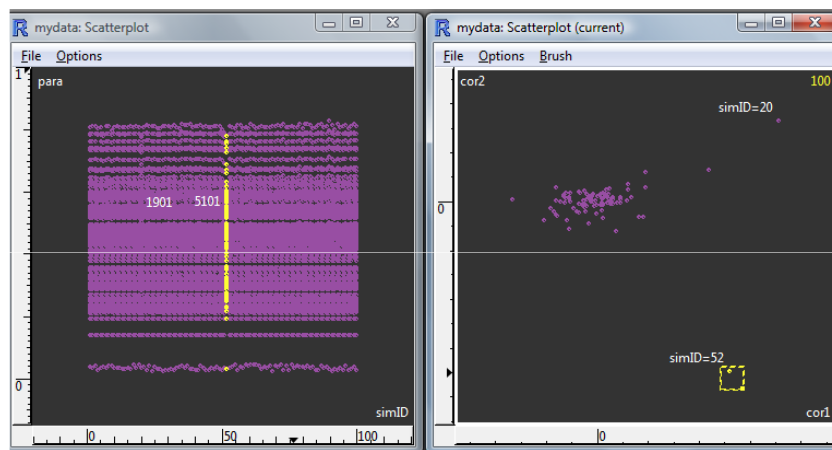 mydata: Scatterplot
File Options
1
para
1901 5101
0
simID
0 50 100
mydata: Scatterplot (current)
File Options Brush
cor2
100
simID=20
0
simID=52
cor1
0